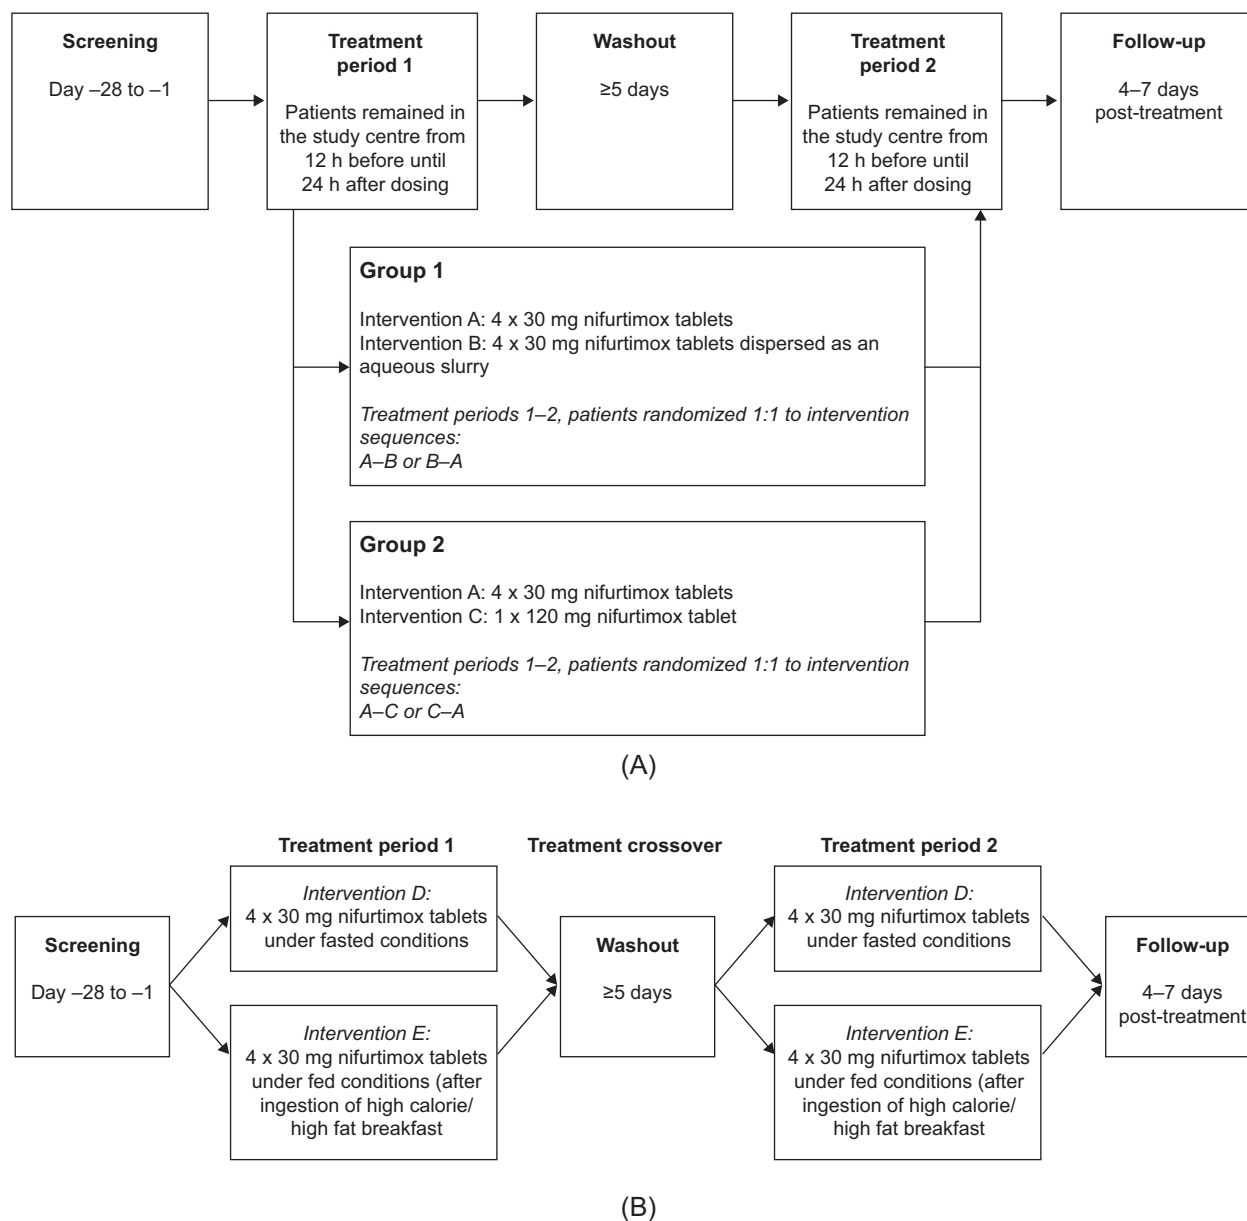 Screening
Day –28 to –1
Treatment
period 1
Patients remained in
the study centre from
12 h before until
24 h after dosing
Washout
≥5 days
Treatment
period 2
Patients remained in
the study centre from
12 h before until
24 h after dosing
Follow-up
4–7 days
post-treatment
Group 1
Intervention A: 4 x 30 mg nifurtimox tablets
Intervention B: 4 x 30 mg nifurtimox tablets dispersed as an
aqueous slurry
Treatment periods 1–2, patients randomized 1:1 to intervention
sequences:
A–B or B–A
Group 2
Intervention A: 4 x 30 mg nifurtimox tablets
Intervention C: 1 x 120 mg nifurtimox tablet
Treatment periods 1–2, patients randomized 1:1 to intervention
sequences:
A–C or C–A
(A)
Treatment period 1
Treatment crossover
Treatment period 2
Screening
Day –28 to –1
Intervention D:
4 x 30 mg nifurtimox tablets
under fasted conditions
Intervention E:
4 x 30 mg nifurtimox tablets
under fed conditions (after
ingestion of high calorie/
high fat breakfast
Washout
≥5 days
Intervention D:
4 x 30 mg nifurtimox tablets
under fasted conditions
Intervention E:
4 x 30 mg nifurtimox tablets
under fed conditions (after
ingestion of high calorie/
high fat breakfast
Follow-up
4–7 days
post-treatment
(B)